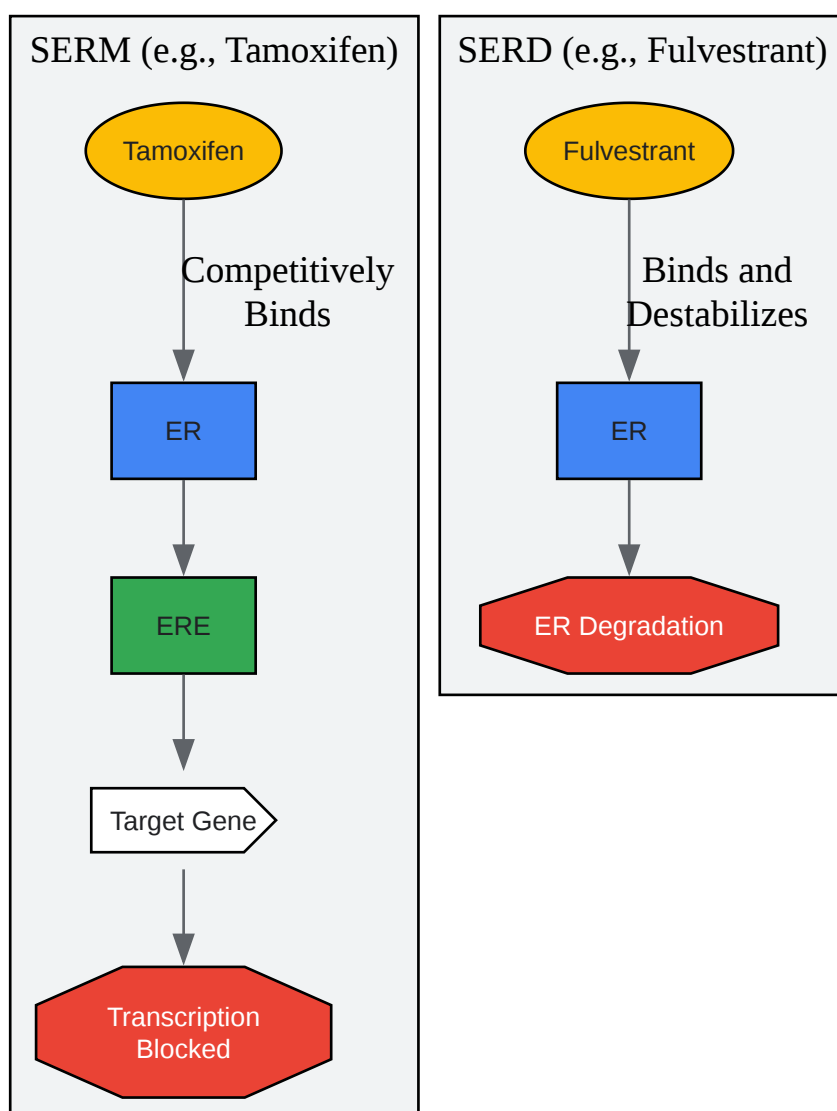 SERM (e.g., Tamoxifen)
Tamoxifen
Competitively
Binds
ER
ERE
Target Gene
Transcription
Blocked
SERD (e.g., Fulvestrant)
Fulvestrant
Binds and
Destabilizes
ER
ER Degradation